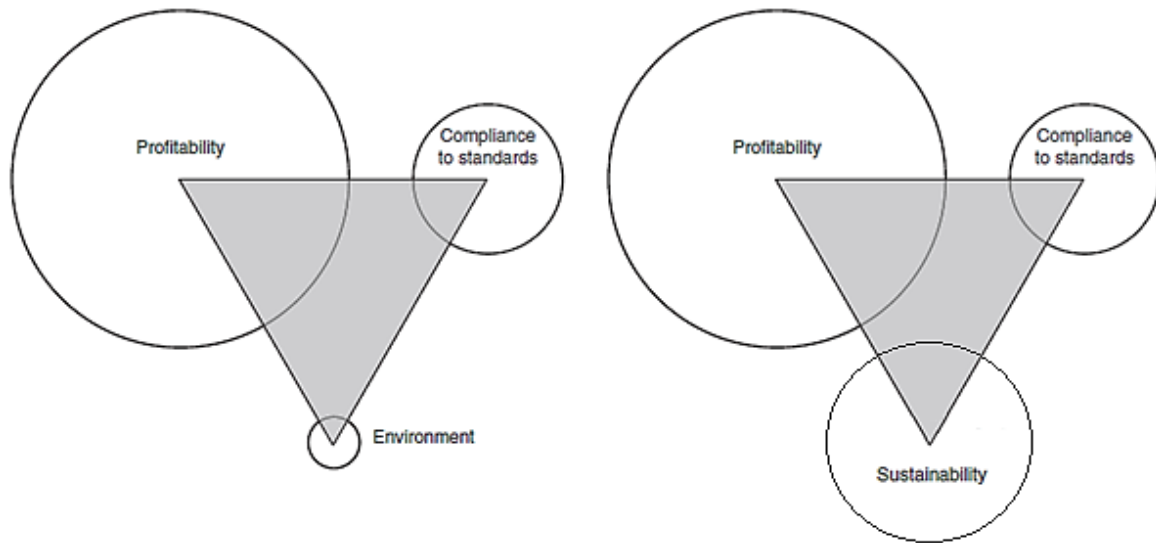 Profitability
Compliance
to standards
Environment
Profitability
Compliance
to standards
Sustainability